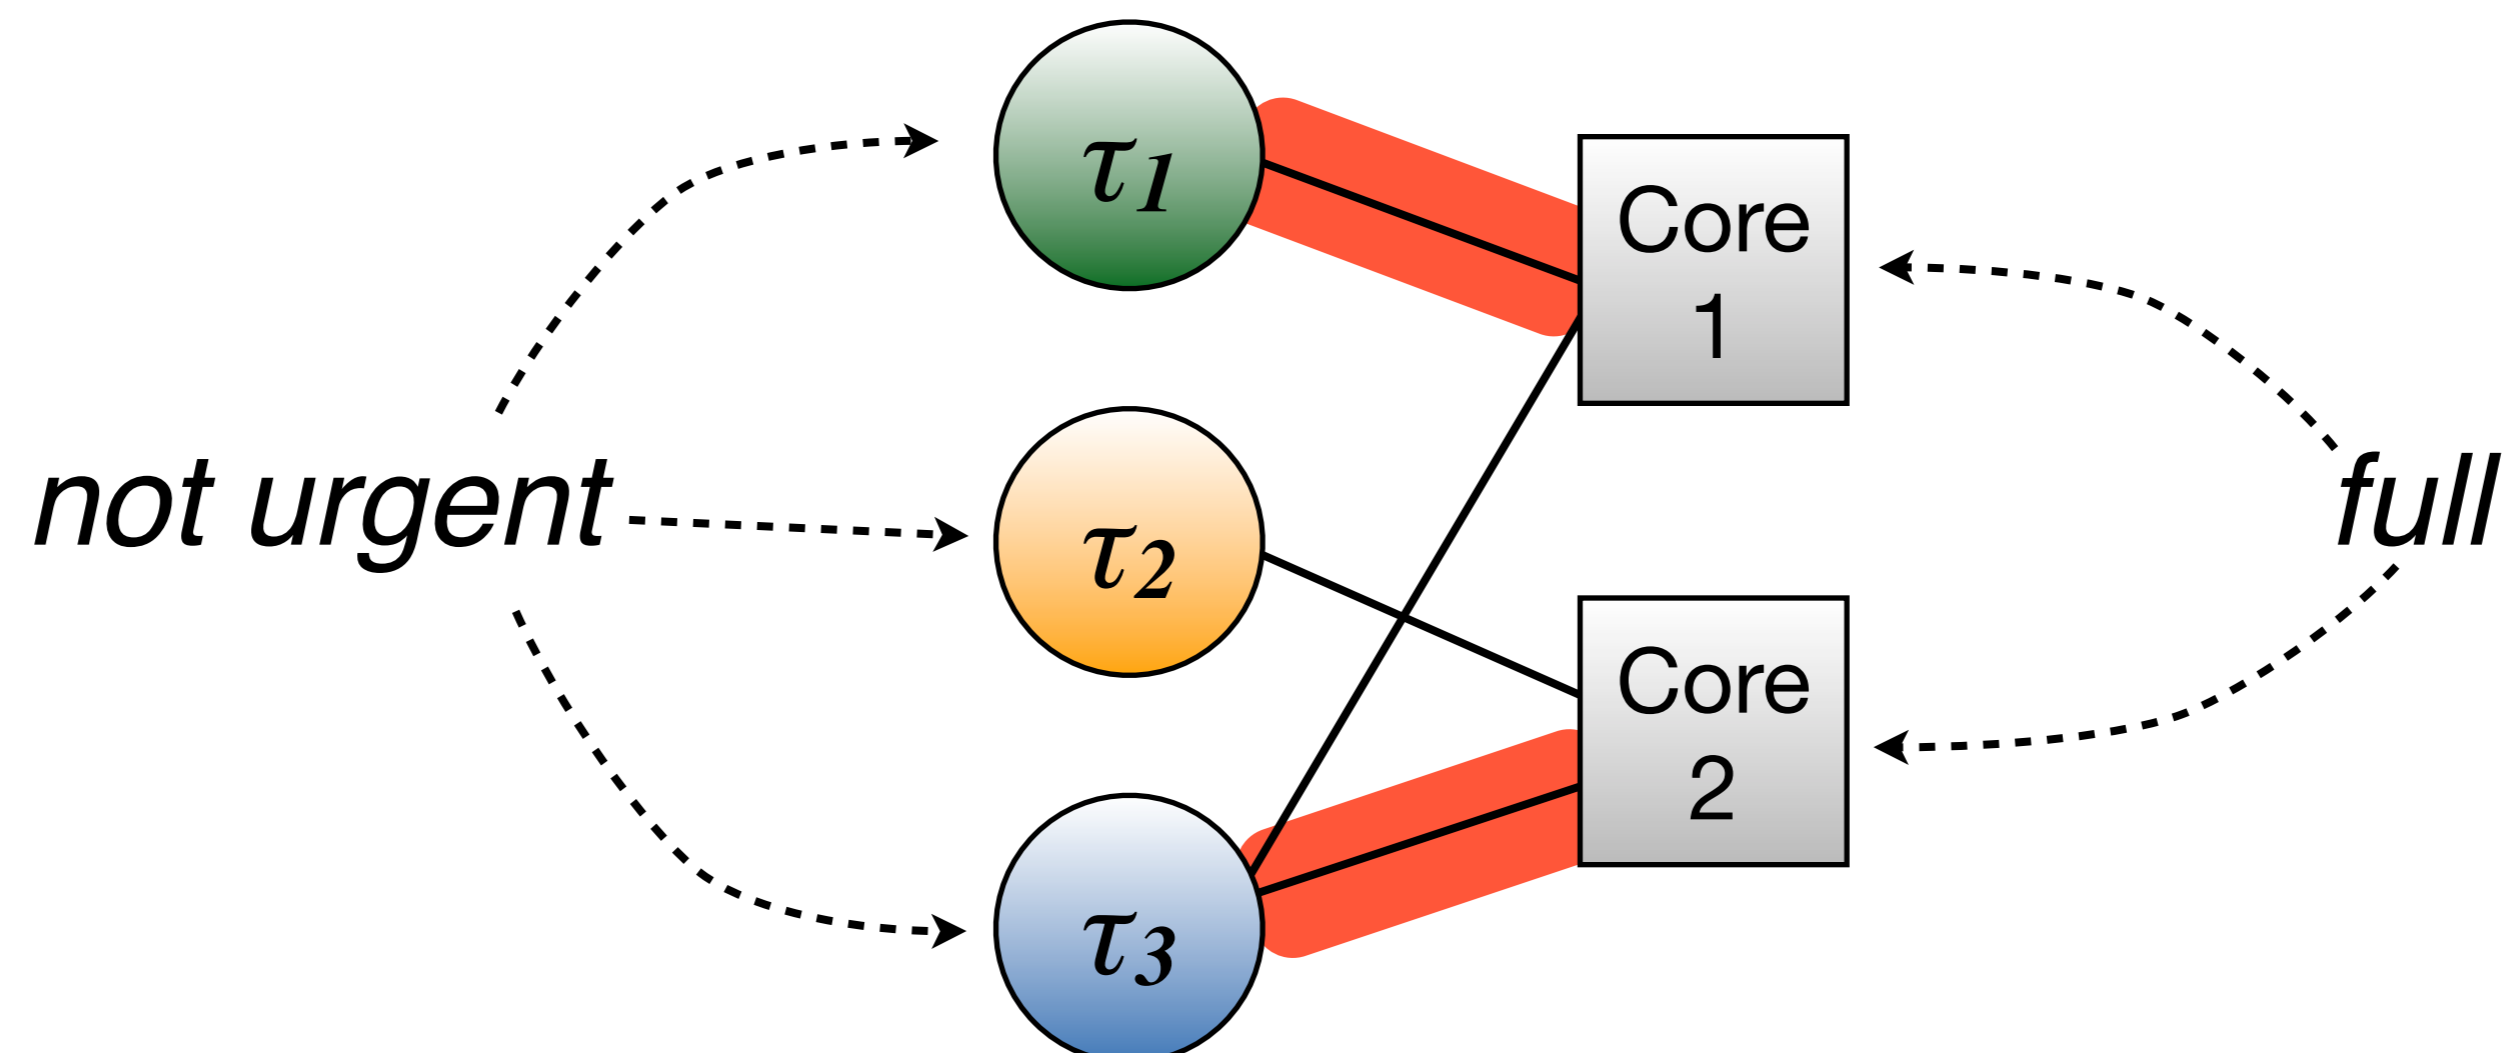 τ1
Core
1
not urgent
τ2
full
Core
2
τ3